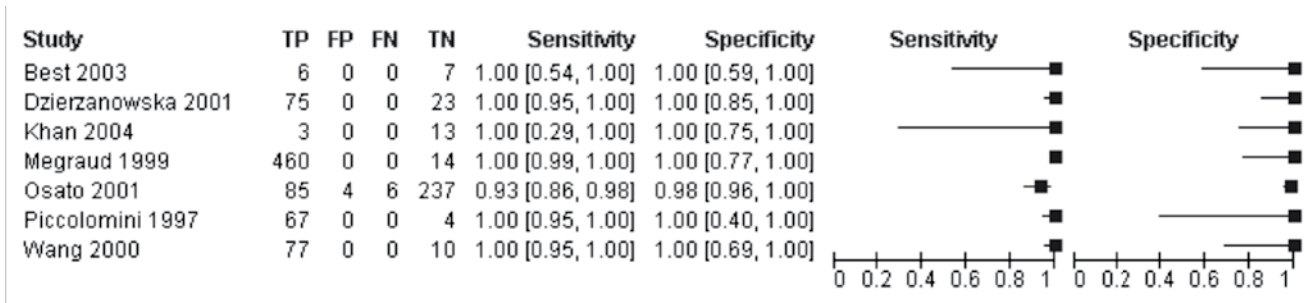 Study TP FP FN TN Sensitivity Specificity Sensitivity Specificity
Best 2003 6 0 0 7 1.00 [0.54, 1.00] 1.00 [0.59, 1.00]
Dzierzanowska 2001 75 0 0 23 1.00 [0.95, 1.00] 1.00 [0.85, 1.00]
Khan 2004 3 0 0 13 1.00 [0.29, 1.00] 1.00 [0.75, 1.00]
Megraud 1999 460 0 0 14 1.00 [0.99, 1.00] 1.00 [0.77, 1.00]
Osato 2001 85 4 6 237 0.93 [0.86, 0.98] 0.98 [0.96, 1.00]
Piccolomini 1997 67 0 0 4 1.00 [0.95, 1.00] 1.00 [0.40, 1.00]
Wang 2000 77 0 0 10 1.00 [0.95, 1.00] 1.00 [0.69, 1.00]
0 0.2 0.4 0.6 0.8 1 0 0.2 0.4 0.6 0.8 1